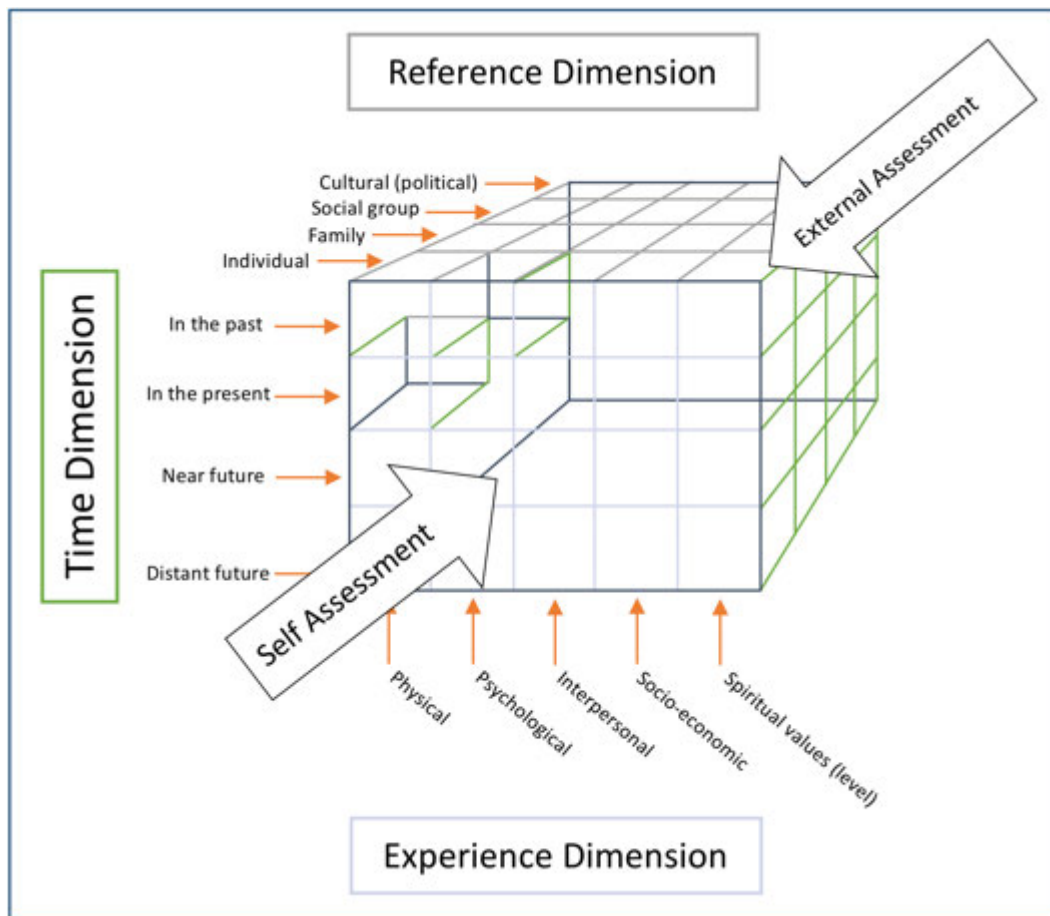 Reference Dimension
External Assessment
Cultural (political)
Social group
Family
Individual
Time Dimension
In the past
In the present
Near future
Distant future
Self Assessment
Physical
Psychological
Interpersonal
Socio-economic
Spiritual values (level)
Experience Dimension